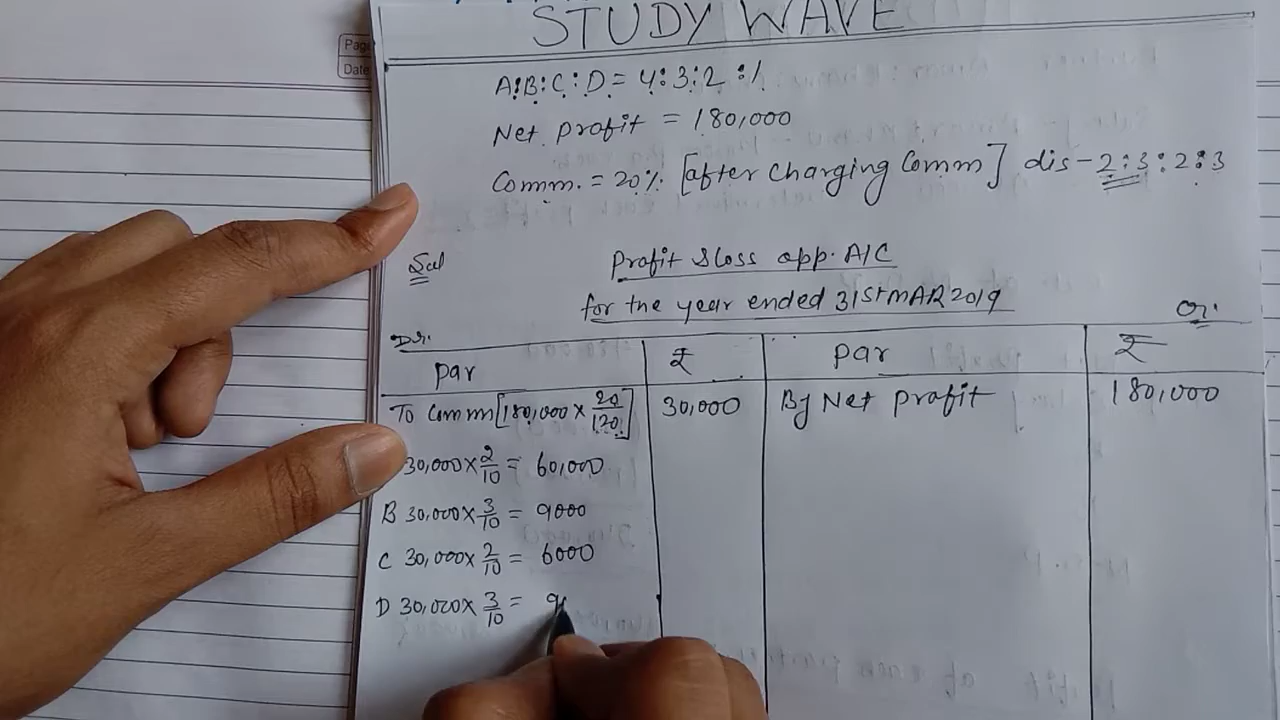 STUDY WAVE
Page
Date
A:B:C:D = 4:3:2:1
Net profit = 180,000
Comm. = 20% [after charging Comm] dis - 2:3:2:3
Sol
Profit & loss app. A/C
for the year ended 31st MAR 2019
Dr. Cr.
Par ₹ Par ₹
To Comm [180,000 × 20/120] 30,000 By Net profit 180,000
30,000 × 2/10 = 60,000
B 30,000 × 3/10 = 9000
C 30,000 × 2/10 = 6000
D 30,000 × 3/10 = 9